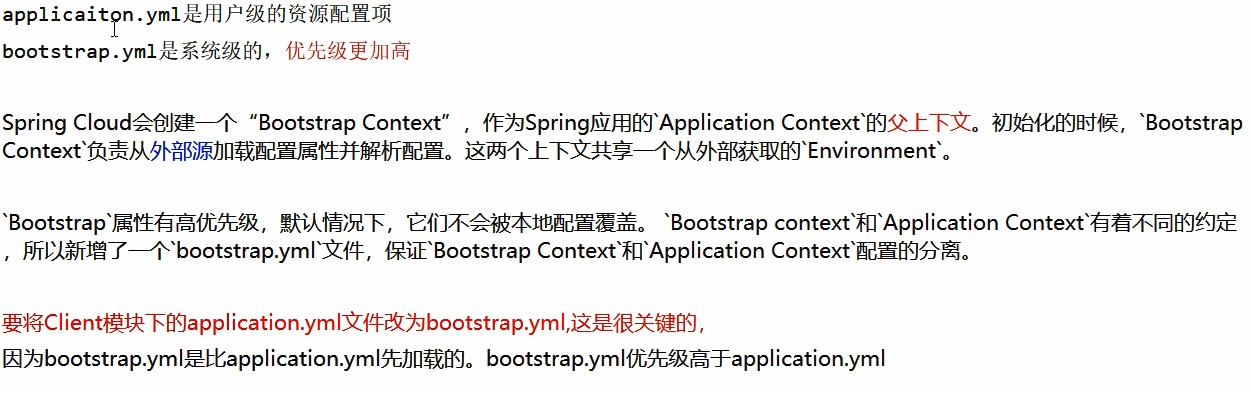 applicaiton.yml是用户级的资源配置项
bootstrap.yml是系统级的，优先级更加高
Spring Cloud会创建一个“Bootstrap Context”，作为Spring应用的`Application Context`的父上下文。初始化的时候，`Bootstrap
Context`负责从外部源加载配置属性并解析配置。这两个上下文共享一个从外部获取的`Environment`。
`Bootstrap`属性有高优先级，默认情况下，它们不会被本地配置覆盖。 `Bootstrap context`和`Application Context`有着不同的约定
，所以新增了一个`bootstrap.yml`文件，保证`Bootstrap Context`和`Application Context`配置的分离。
要将Client模块下的application.yml文件改为bootstrap.yml,这是很关键的，
因为bootstrap.yml是比application.yml先加载的。bootstrap.yml优先级高于application.yml